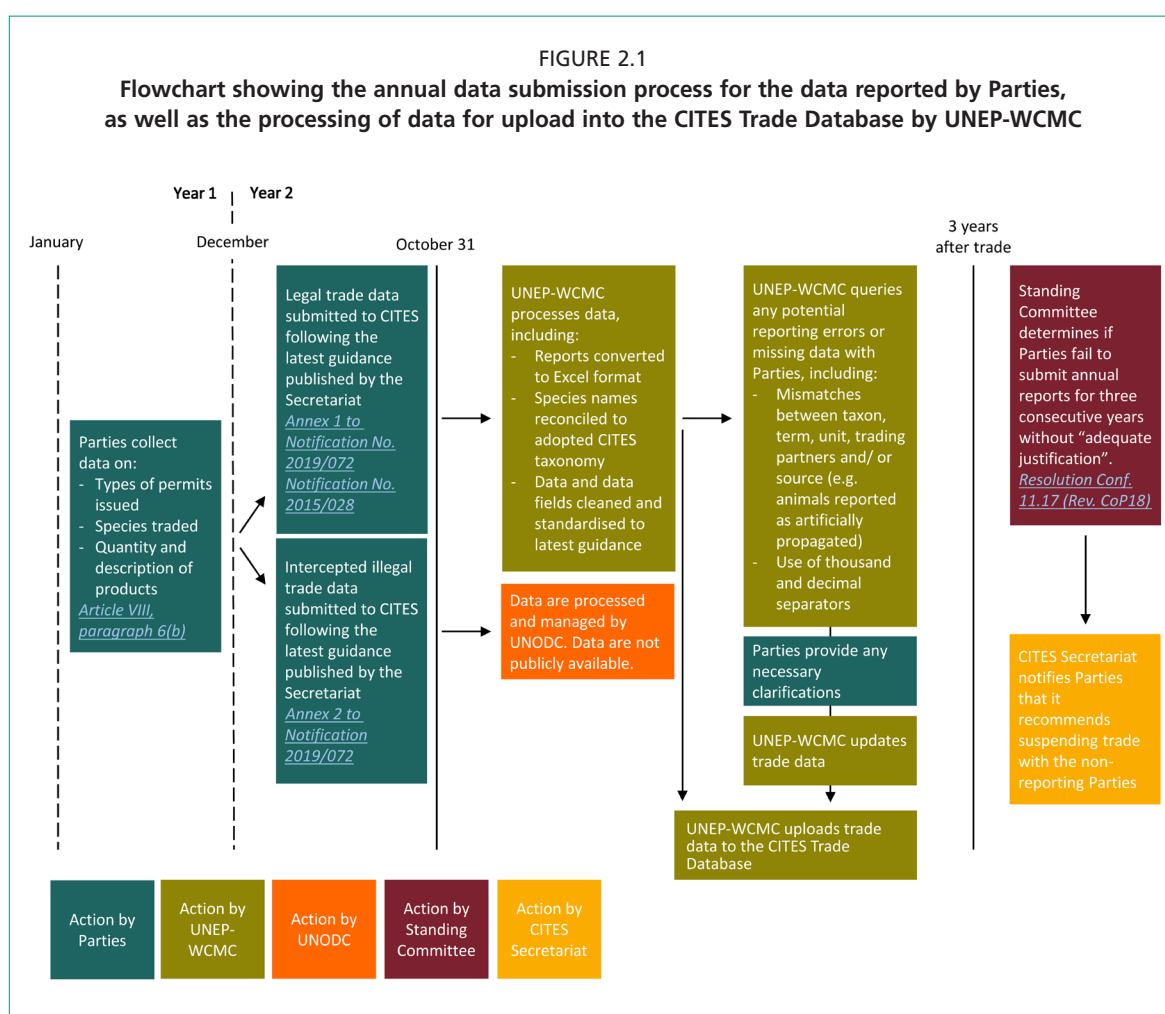 FIGURE 2.1
Flowchart showing the annual data submission process for the data reported by Parties,
as well as the processing of data for upload into the CITES Trade Database by UNEP-WCMC
Year 1
Year 2
January
December
October 31
3 years
after trade
Parties collect
data on:
- Types of permits
issued
- Species traded
- Quantity and
description of
products
Article VIII,
paragraph 6(b)
Legal trade data
submitted to CITES
following the
latest guidance
published by the
Secretariat
Annex 1 to
Notification No.
2019/072
Notification No.
2015/028
Intercepted illegal
trade data
submitted to CITES
following the
latest guidance
published by the
Secretariat
Annex 2 to
Notification
2019/072
UNEP-WCMC
processes data,
including:
- Reports converted
to Excel format
- Species names
reconciled to
adopted CITES
taxonomy
- Data and data
fields cleaned and
standardised to
latest guidance
Data are processed
and managed by
UNODC. Data are not
publicly available.
UNEP-WCMC queries
any potential
reporting errors or
missing data with
Parties, including:
- Mismatches
between taxon,
term, unit, trading
partners and/ or
source (e.g.
animals reported
as artificially
propagated)
- Use of thousand
and decimal
separators
Parties provide any
necessary
clarifications
UNEP-WCMC updates
trade data
UNEP-WCMC uploads trade
data to the CITES Trade
Database
Standing
Committee
determines if
Parties fail to
submit annual
reports for three
consecutive years
without “adequate
justification”.
Resolution Conf.
11.17 (Rev. CoP18)
CITES Secretariat
notifies Parties
that it
recommends
suspending trade
with the non-
reporting Parties
Action by
Parties
Action by
UNEP-
WCMC
Action by
UNODC
Action by
Standing
Committee
Action by
CITES
Secretariat